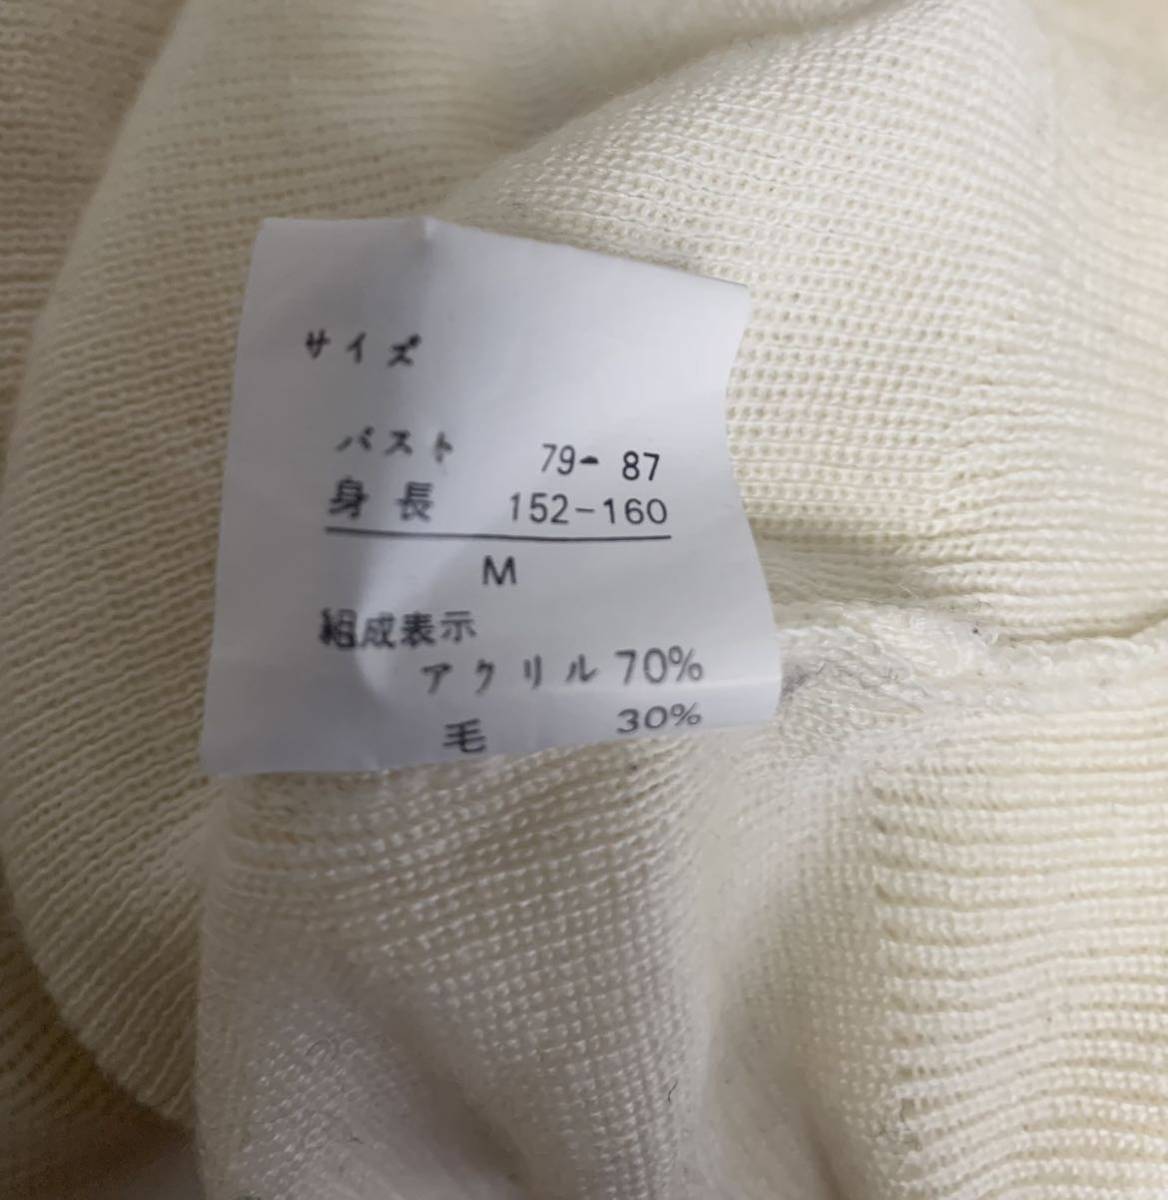 サイズ
バスト 79-87
身長 152-160
M
組成表示
アクリル 70%
毛 30%